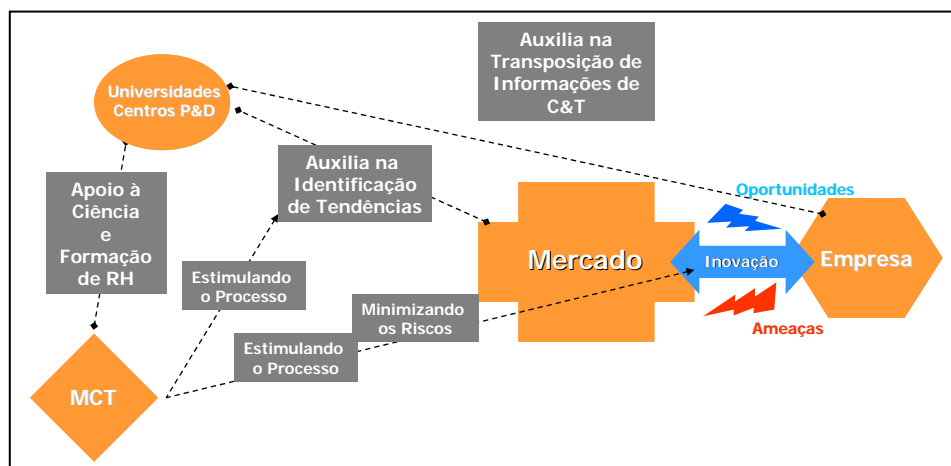 Auxilia na
Transposição de
Informações de
C&T
Universidades
Centros P&D
Auxilia na
Identificação
de Tendências
Apoio à
Ciência
e
Formação
de RH
Oportunidades
Mercado
Inovação
Empresa
Estimulando
o Processo
Minimizando
os Riscos
Ameaças
Estimulando
o Processo
MCT